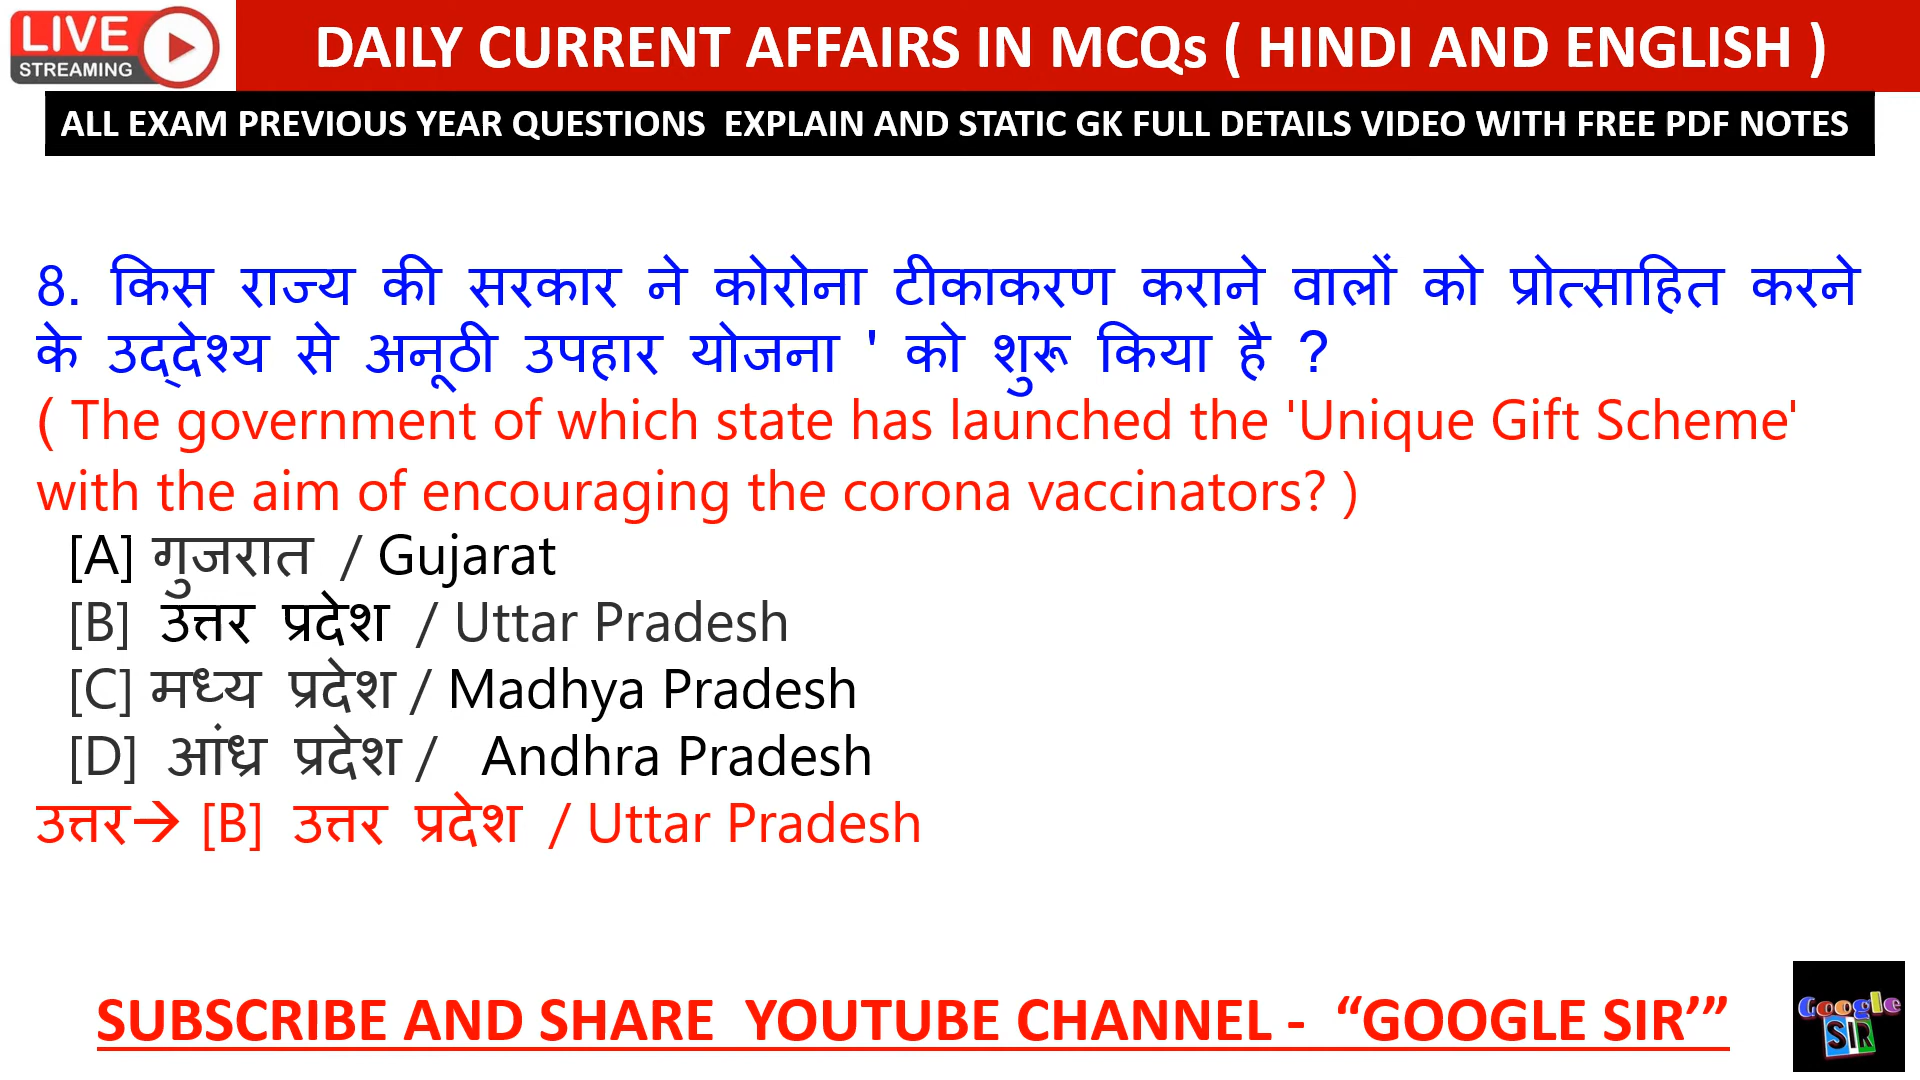 LIVE
STREAMING
DAILY CURRENT AFFAIRS IN MCQs ( HINDI AND ENGLISH )
ALL EXAM PREVIOUS YEAR QUESTIONS EXPLAIN AND STATIC GK FULL DETAILS VIDEO WITH FREE PDF NOTES
8. किस राज्य की सरकार ने कोरोना टीकाकरण कराने वालों को प्रोत्साहित करने
के उद्देश्य से अनूठी उपहार योजना ' को शुरू किया है ?
( The government of which state has launched the 'Unique Gift Scheme'
with the aim of encouraging the corona vaccinators? )
[A] गुजरात / Gujarat
[B] उत्तर प्रदेश / Uttar Pradesh
[C] मध्य प्रदेश / Madhya Pradesh
[D] आंध्र प्रदेश / Andhra Pradesh
उत्तर→ [B] उत्तर प्रदेश / Uttar Pradesh
SUBSCRIBE AND SHARE YOUTUBE CHANNEL - “GOOGLE SIR’”
Google
SIR